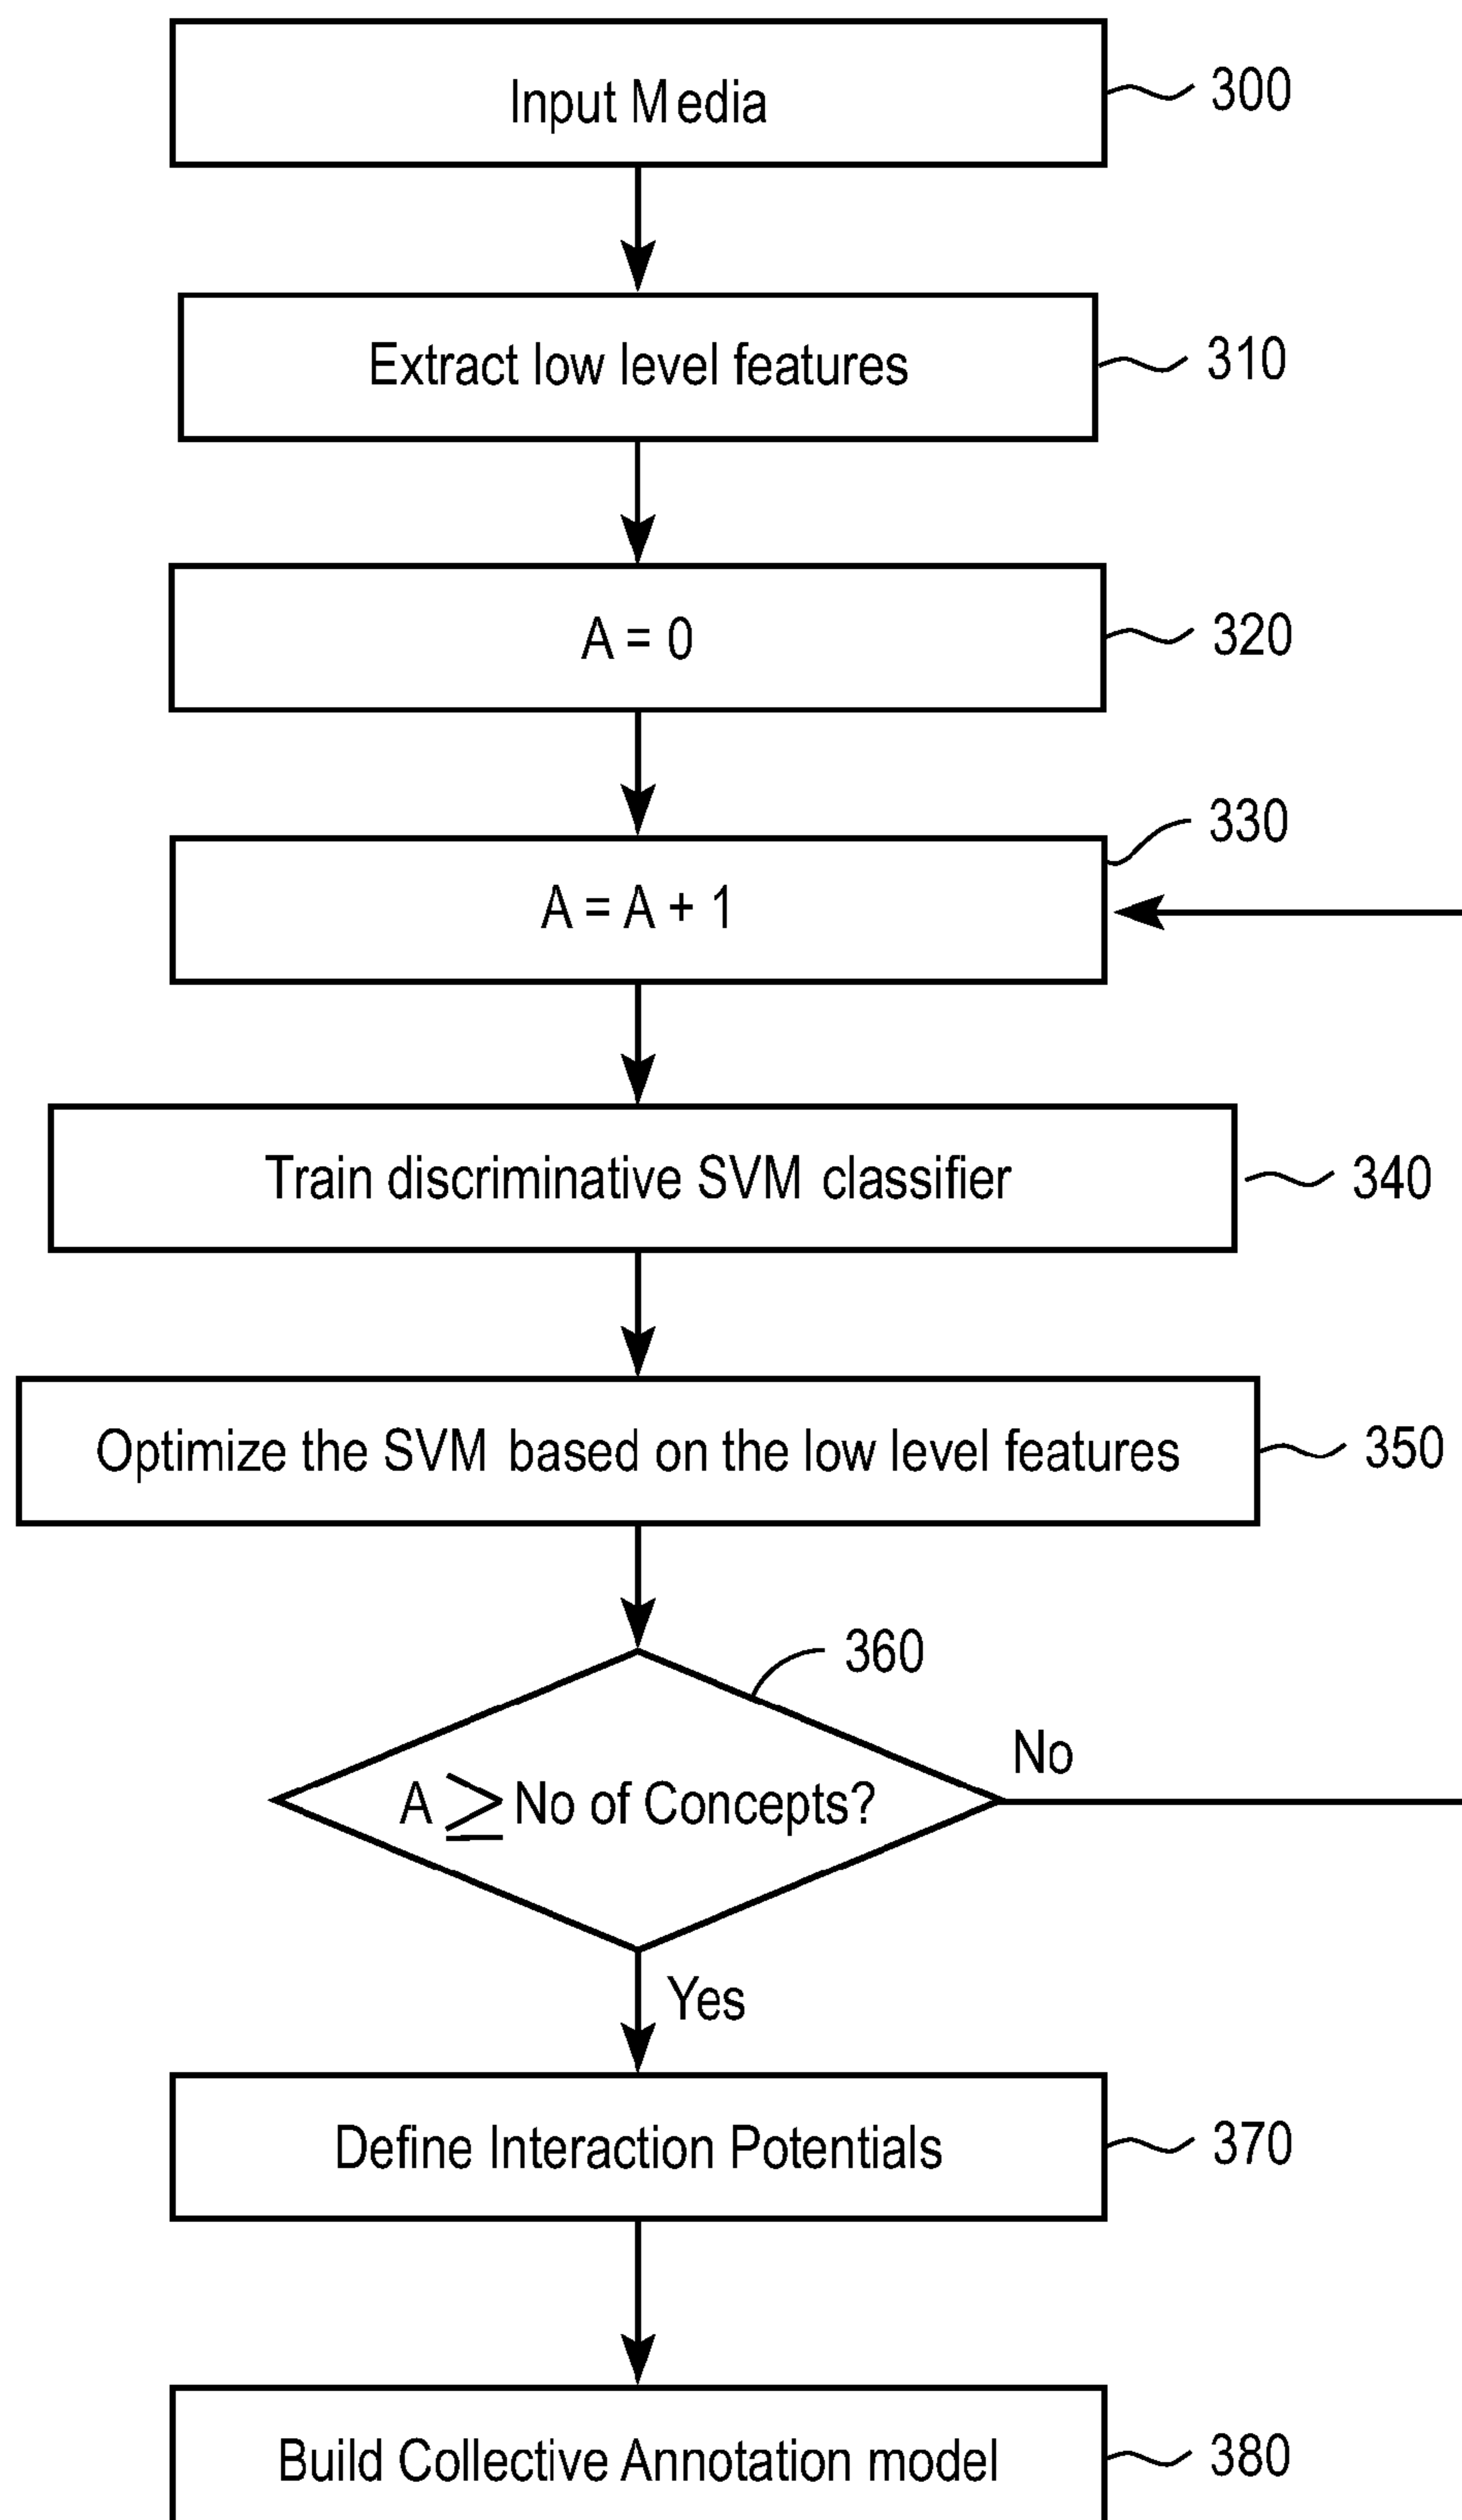 Input Media
300
Extract low level features
310
A = 0
320
330
A = A + 1
Train discriminative SVM classifier
340
Optimize the SVM based on the low level features
350
360
No
A ≥ No of Concepts?
Yes
Define Interaction Potentials
370
Build Collective Annotation model
380